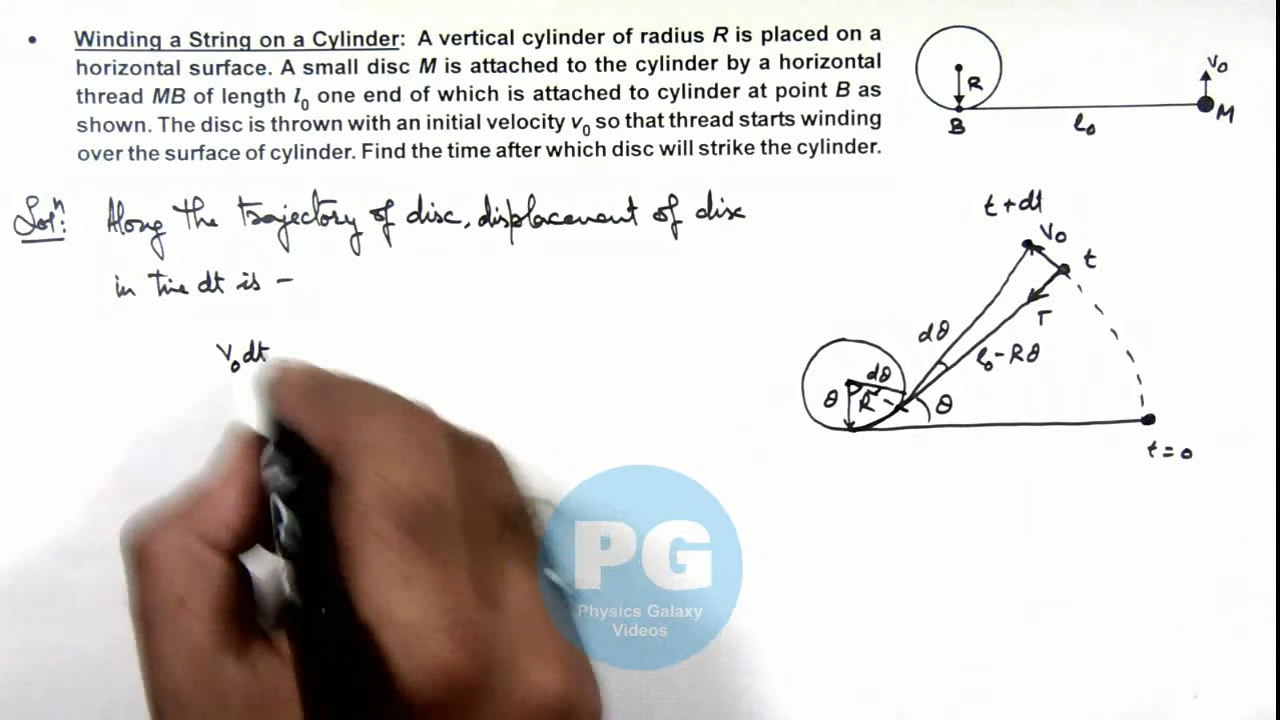 • Winding a String on a Cylinder: A vertical cylinder of radius R is placed on a
horizontal surface. A small disc M is attached to the cylinder by a horizontal
thread MB of length l₀ one end of which is attached to cylinder at point B as
shown. The disc is thrown with an initial velocity v₀ so that thread starts winding
over the surface of cylinder. Find the time after which disc will strike the cylinder.
R
B
l₀
V₀
M
Solⁿ: Along the trajectory of disc, displacement of disc
in time dt is –
V₀dt
t+dt
V₀
t
T
dθ
l₀-Rθ
dθ
θ
R
θ
t=0
PG
Physics Galaxy
Videos